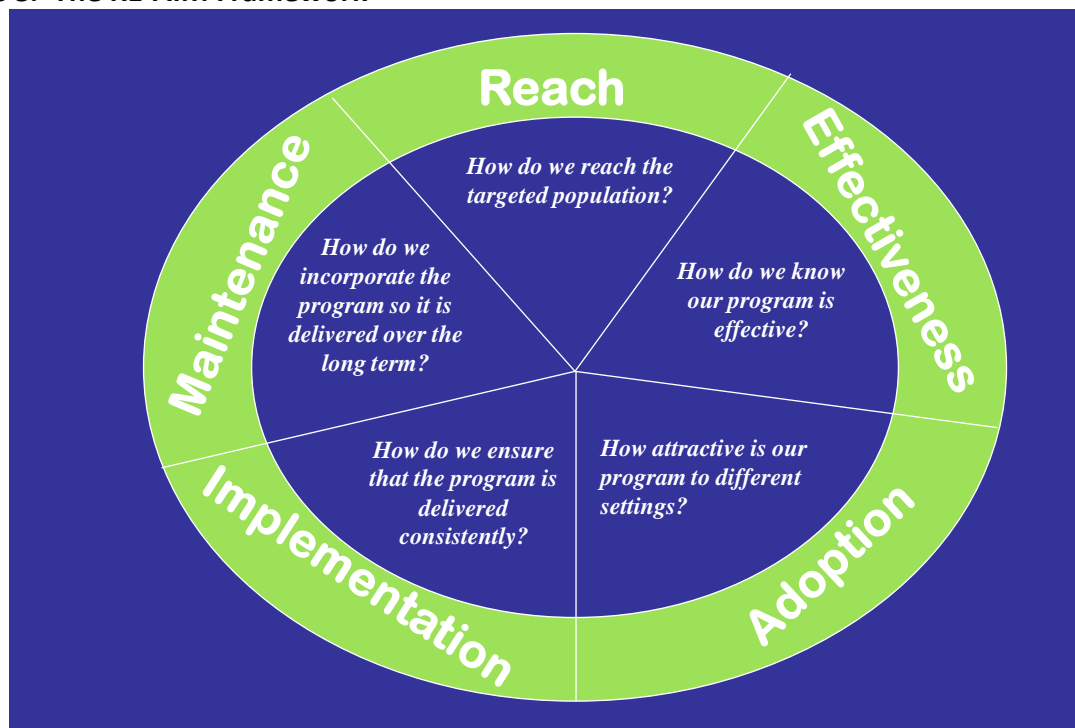 Reach
How do we reach the
targeted population?
Effectiveness
How do we know
our program is
effective?
Adoption
How attractive is our
program to different
settings?
Implementation
How do we ensure
that the program is
delivered
consistently?
Maintenance
How do we
incorporate the
program so it is
delivered over the
long term?